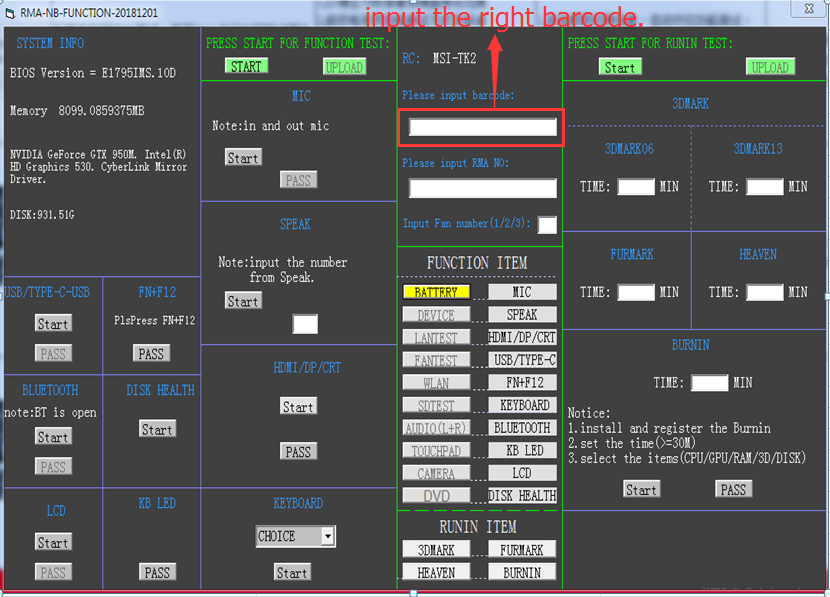 RMA-NB-FUNCTION-20181201
input the right barcode.
SYSTEM INFO
BIOS Version = E1795IMS.10D
Memory 8099.0859375MB
NVIDIA GeForce GTX 950M. Intel(R)
HD Graphics 530. CyberLink Mirror
Driver.
DISK:931.51G
USB/TYPE-C-USB
Start
PASS
FN+F12
PlsPress FN+F12
PASS
BLUETOOTH
note:BT is open
Start
PASS
DISK HEALTH
Start
LCD
Start
PASS
KB LED
PASS
PRESS START FOR FUNCTION TEST:
START UPLOAD
MIC
Note:in and out mic
Start
PASS
SPEAK
Note:input the number
from Speak.
Start
HDMI/DP/CRT
Start
PASS
KEYBOARD
CHOICE
Start
RC: MSI-TK2
Please input barcode:
Please input RMA NO:
Input Fan number(1/2/3):
FUNCTION ITEM
BATTERY MIC
DEVICE SPEAK
LANTEST HDMI/DP/CRT
FANTEST USB/TYPE-C
WLAN FN+F12
SDTEST KEYBOARD
AUDIO(L+R) BLUETOOTH
TOUCHPAD KB LED
CAMERA LCD
DVD DISK HEALTH
RUNIN ITEM
3DMARK FURMARK
HEAVEN BURNIN
PRESS START FOR RUNIN TEST:
Start UPLOAD
3DMARK
3DMARK06 3DMARK13
TIME: MIN TIME: MIN
FURMARK HEAVEN
TIME: MIN TIME: MIN
BURNIN
TIME: MIN
Notice:
1.install and register the Burnin
2.set the time(>=30M)
3.select the items(CPU/GPU/RAM/3D/DISK)
Start PASS